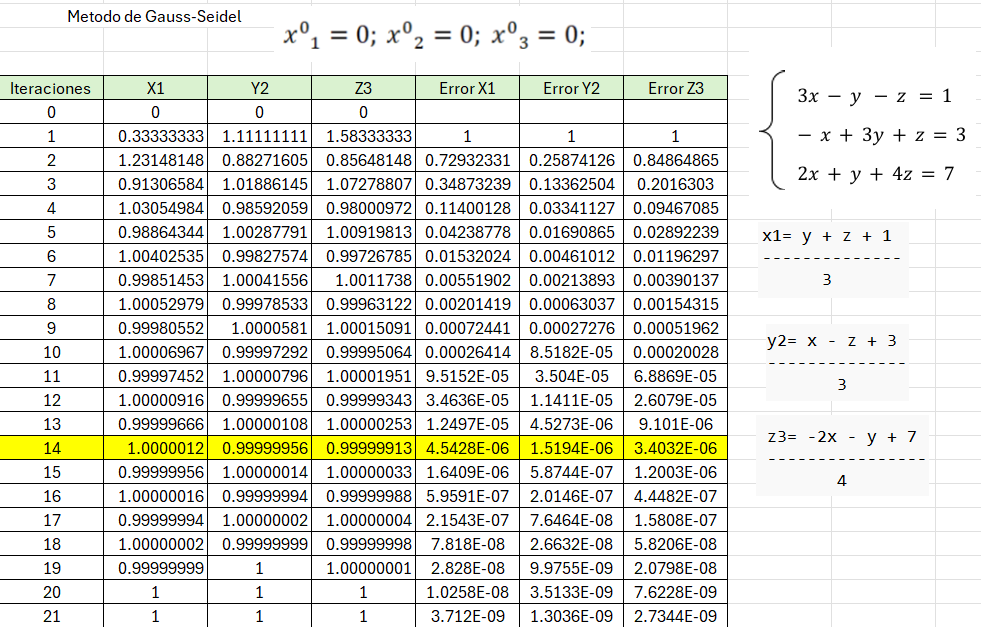 Metodo de Gauss-Seidel
x⁰₁ = 0; x⁰₂ = 0; x⁰₃ = 0;
Iteraciones X1 Y2 Z3 Error X1 Error Y2 Error Z3
0 0 0 0
1 0.33333333 1.11111111 1.58333333 1 1 1
2 1.23148148 0.88271605 0.85648148 0.72932331 0.25874126 0.84864865
3 0.91306584 1.01886145 1.07278807 0.34873239 0.13362504 0.2016303
4 1.03054984 0.98592059 0.98000972 0.11400128 0.03341127 0.09467085
5 0.98864344 1.00287791 1.00919813 0.04238778 0.01690865 0.02892239
6 1.00402535 0.99827574 0.99726785 0.01532024 0.00461012 0.01196297
7 0.99851453 1.00041556 1.0011738 0.00551902 0.00213893 0.00390137
8 1.00052979 0.99978533 0.99963122 0.00201419 0.00063037 0.00154315
9 0.99980552 1.0000581 1.00015091 0.00072441 0.00027276 0.00051962
10 1.00006967 0.99997292 0.99995064 0.00026414 8.5182E-05 0.00020028
11 0.99997452 1.00000796 1.00001951 9.5152E-05 3.504E-05 6.8869E-05
12 1.00000916 0.99999655 0.99999343 3.4635E-05 1.1411E-05 2.6079E-05
13 0.99999666 1.00000108 1.00000253 1.2497E-05 4.5273E-06 9.101E-06
14 1.0000012 0.99999956 0.99999913 4.5428E-06 1.5194E-06 3.4032E-06
15 0.99999956 1.00000014 1.00000033 1.6409E-06 5.8744E-07 1.2003E-06
16 1.00000016 0.99999994 0.99999988 5.9591E-07 2.0146E-07 4.4482E-07
17 0.99999994 1.00000002 1.00000004 2.1543E-07 7.6464E-08 1.5808E-07
18 1.00000002 0.99999999 0.99999998 7.818E-08 2.6632E-08 5.8206E-08
19 0.99999999 1 1.00000001 2.828E-08 9.9755E-09 2.0798E-08
20 1 1 1 1.0258E-08 3.5133E-09 7.6228E-09
21 1 1 1 3.712E-09 1.3036E-09 2.7344E-09
3x − y − z = 1
− x + 3y + z = 3
2x + y + 4z = 7
x1= y + z + 1
--------------
3
y2= x - z + 3
--------------
3
z3= -2x - y + 7
----------------
4